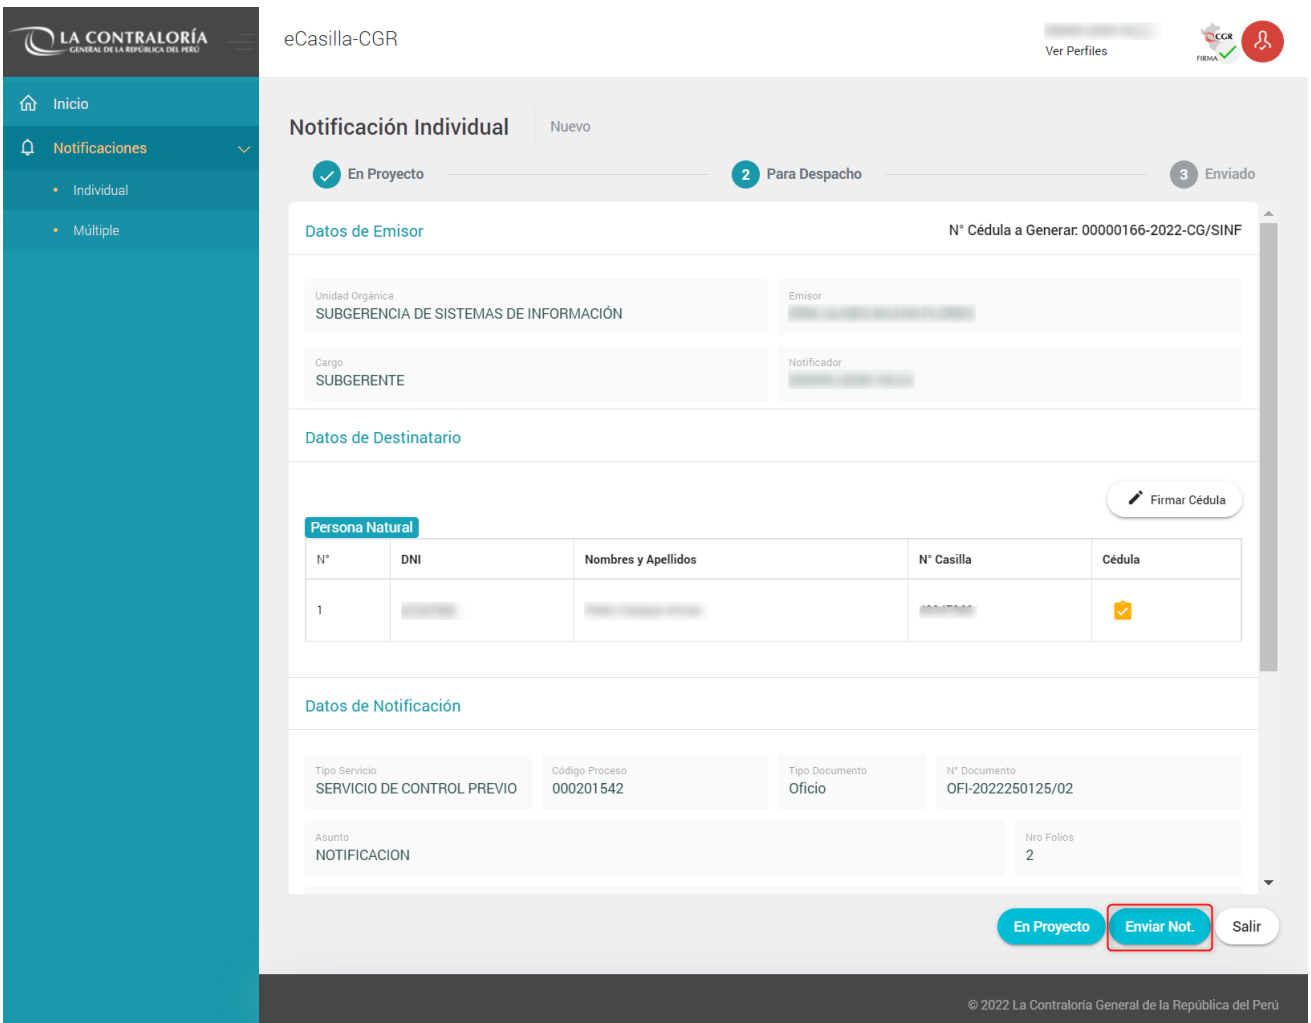 LA CONTRALORÍA
GENERAL DE LA REPÚBLICA DEL PERÚ
eCasilla-CGR
Ver Perfiles
CGR
FIRMA
Inicio
Notificaciones
Individual
Múltiple
Notificación Individual
Nuevo
En Proyecto
2 Para Despacho
3 Enviado
Datos de Emisor
N° Cédula a Generar: 00000166-2022-CG/SINF
Unidad Orgánica
SUBGERENCIA DE SISTEMAS DE INFORMACIÓN
Emisor
Cargo
SUBGERENTE
Notificador
Datos de Destinatario
Firmar Cédula
Persona Natural
N° DNI Nombres y Apellidos N° Casilla Cédula
1
Datos de Notificación
Tipo Servicio
SERVICIO DE CONTROL PREVIO
Código Proceso
000201542
Tipo Documento
Oficio
N° Documento
OFI-2022250125/02
Asunto
NOTIFICACION
Nro Folios
2
En Proyecto
Enviar Not.
Salir
© 2022 La Contraloría General de la República del Perú